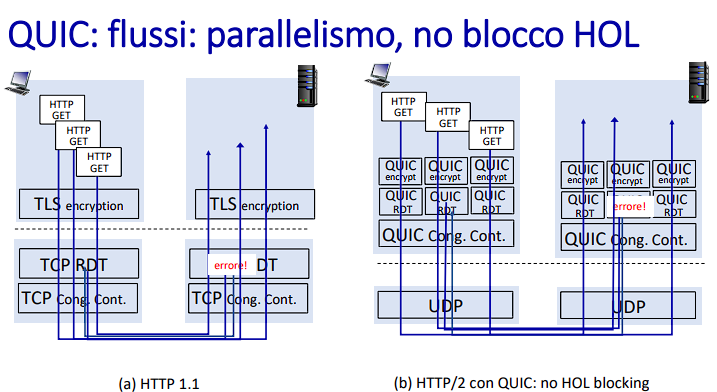 QUIC: flussi: parallelismo, no blocco HOL
HTTP
GET
HTTP
GET
HTTP
GET
TLS encryption
TLS encryption
TCP RDT
errore! DT
TCP Cong. Cont.
TCP Cong. Cont.
(a) HTTP 1.1
HTTP
GET
HTTP
GET
HTTP
GET
QUIC encrypt
QUIC encrypt
QUIC encrypt
QUIC encrypt
QUIC encrypt
QUIC encrypt
QUIC RDT
QUIC RDT
QUIC RDT
QUIC RDT
errore!
QUIC RDT
QUIC Cong. Cont.
QUIC Cong. Cont.
UDP
UDP
(b) HTTP/2 con QUIC: no HOL blocking